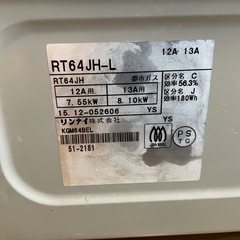 12A 13A
RT64JH-L
RT64JH 都市ガス 区分名 C
効率56.3%
12A用 13A用 区分名 J
7.55kW 8.10kW 効率180Wh
15.12-052606 YS
リンナイ株式会社 YS
KGM64BEL
51-2181
PS
TG